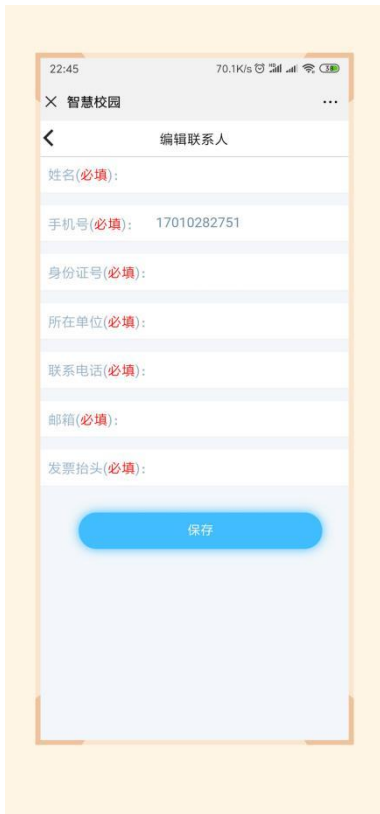 22:45
70.1K/s
智慧校园
编辑联系人
姓名(必填):
手机号(必填): 17010282751
身份证号(必填):
所在单位(必填):
联系电话(必填):
邮箱(必填):
发票抬头(必填):
保存